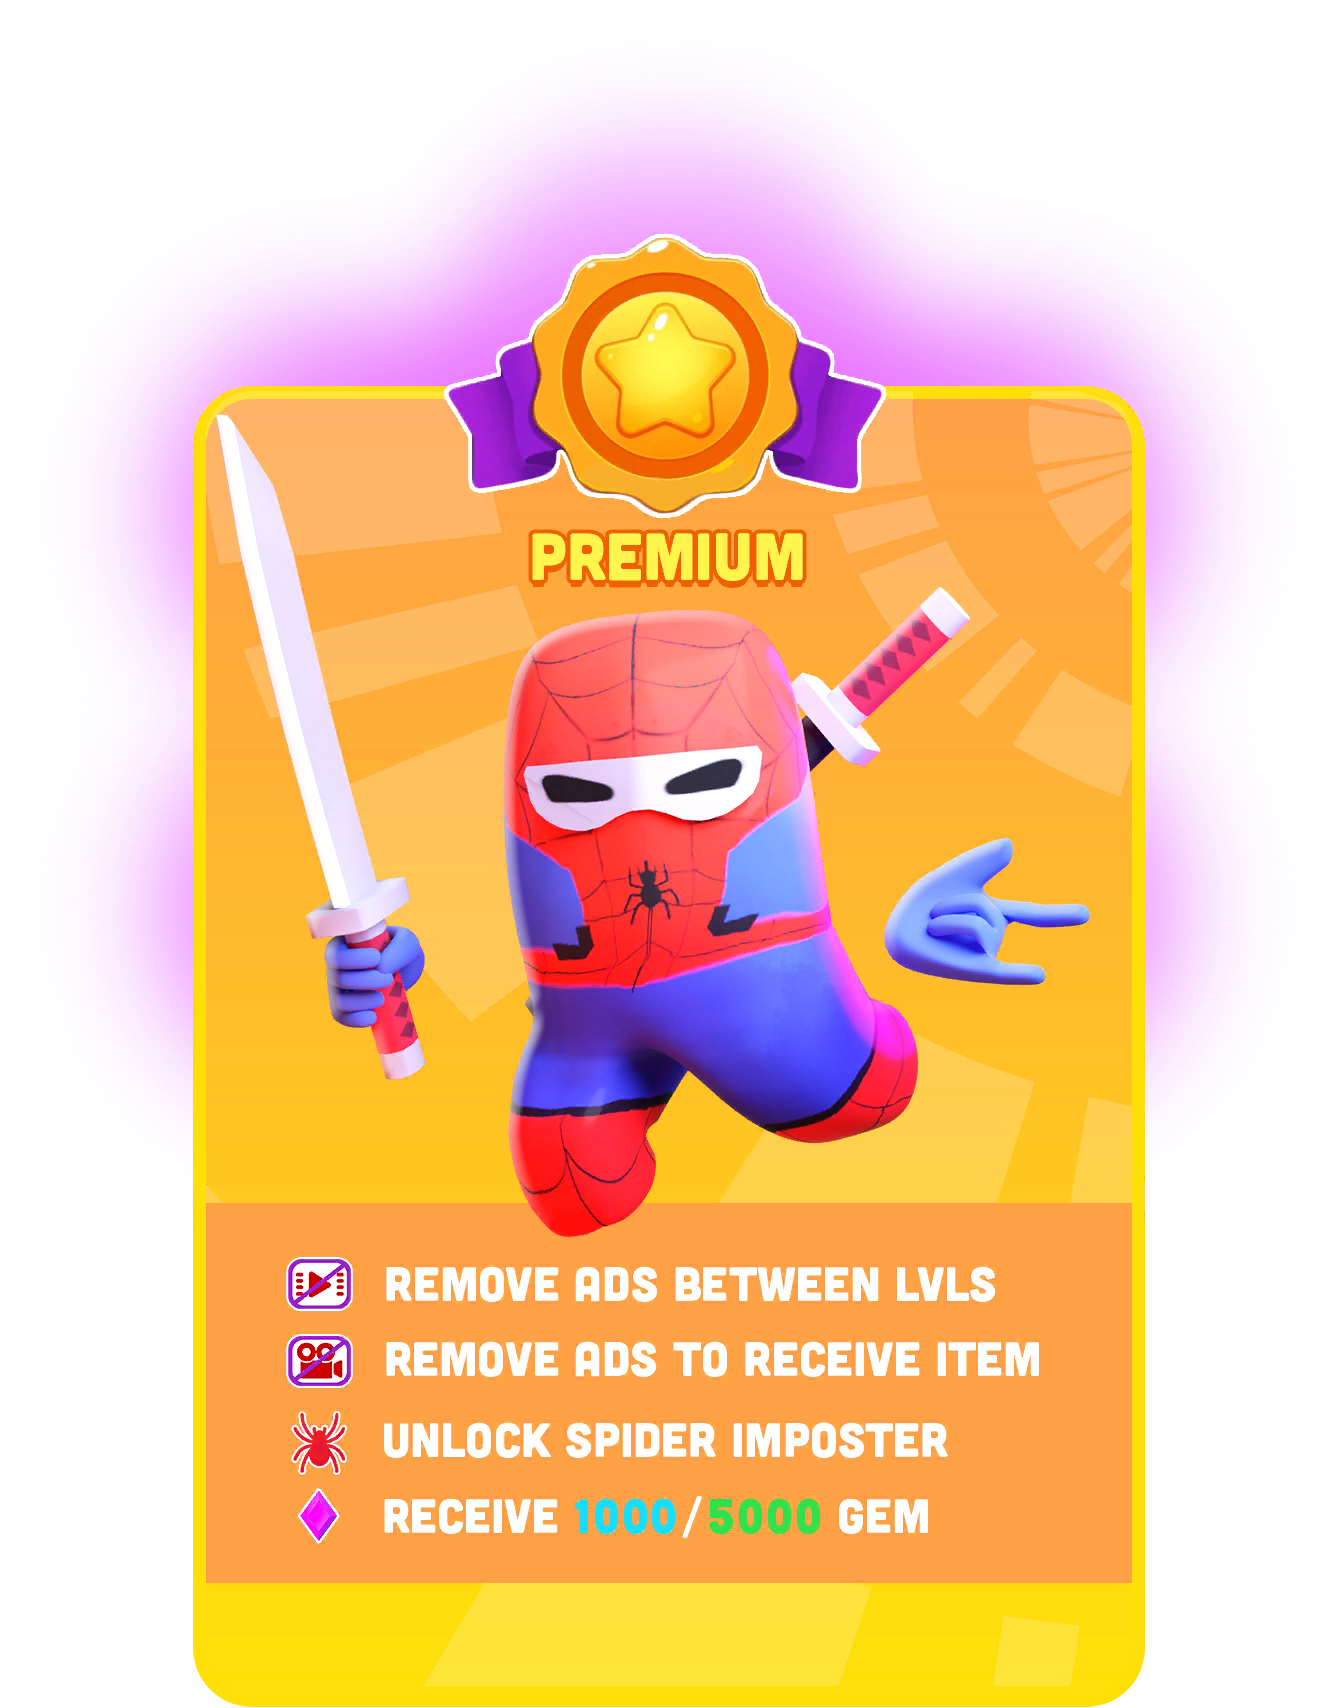 PREMIUM
REMOVE ADS BETWEEN LVLS
REMOVE ADS TO RECEIVE ITEM
UNLOCK SPIDER IMPOSTER
RECEIVE 1000/5000 GEM